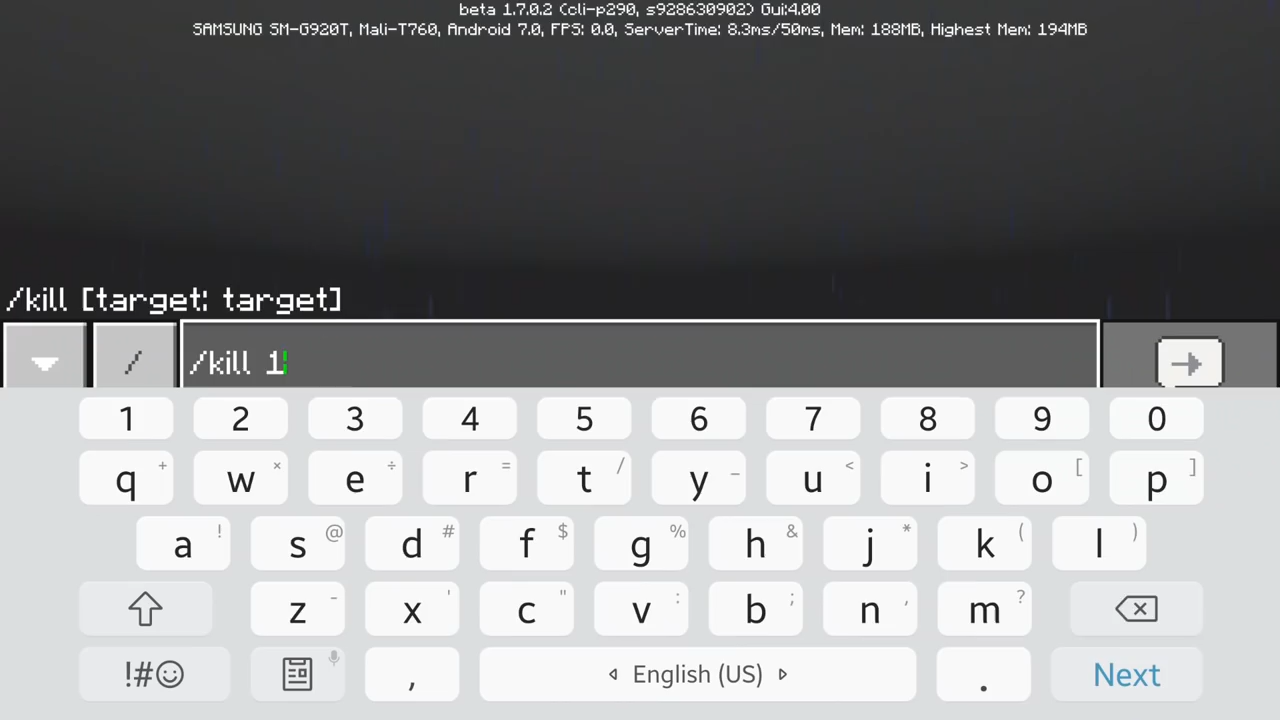 beta 1.7.0.2 (cli-p290, s928630902) Gui:4.00
SAMSUNG SM-G920T, Mali-T760, Android 7.0, FPS: 0.0, ServerTime: 8.3ms/50ms, Mem: 188MB, Highest Mem: 194MB
/kill [target: target]
/ /kill 1
1 2 3 4 5 6 7 8 9 0
q + w × e ÷ r = t / y _ u < i > o [ p ]
a ! s @ d # f $ g % h & j * k ( l )
z - x ' c " v : b ; n , m ?
!#☺ , English (US) . Next